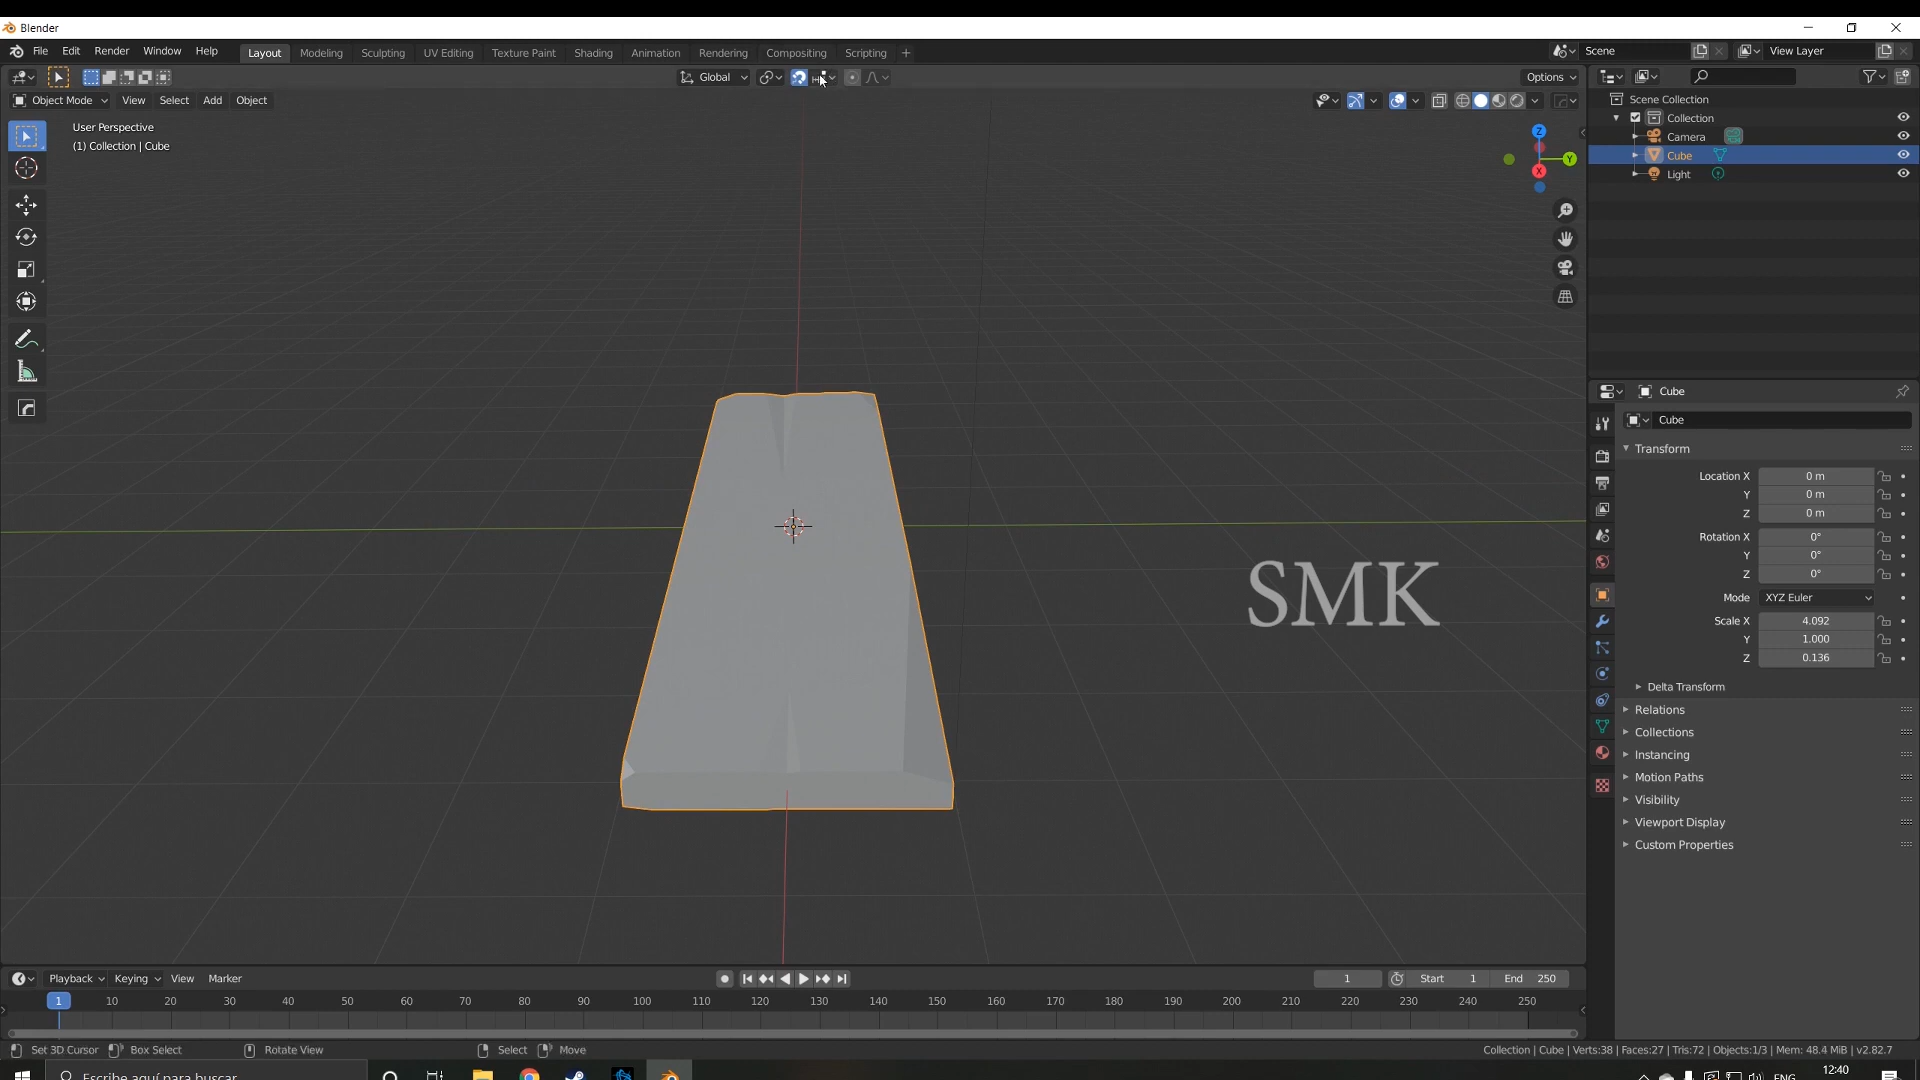 Blender
File Edit Render Window Help Layout Modeling Sculpting UV Editing Texture Paint Shading Animation Rendering Compositing Scripting Scene View Layer
Global Options
Object Mode View Select Add Object
User Perspective
(1) Collection | Cube
Scene Collection
Collection
Camera
Cube
Light
Z
Y
X
Cube
Cube
Transform
Location X 0 m
Y 0 m
Z 0 m
Rotation X 0°
Y 0°
Z 0°
Mode XYZ Euler
Scale X 4.092
Y 1.000
Z 0.136
Delta Transform
Relations
Collections
Instancing
Motion Paths
Visibility
Viewport Display
Custom Properties
SMK
Playback Keying View Marker 1 Start 1 End 250
1 10 20 30 40 50 60 70 80 90 100 110 120 130 140 150 160 170 180 190 200 210 220 230 240 250
Set 3D Cursor Box Select Rotate View Select Move Collection | Cube | Verts:38 | Faces:27 | Tris:72 | Objects:1/3 | Mem: 48.4 MiB | v2.82.7
Escribe aquí para buscar ENG 12:40